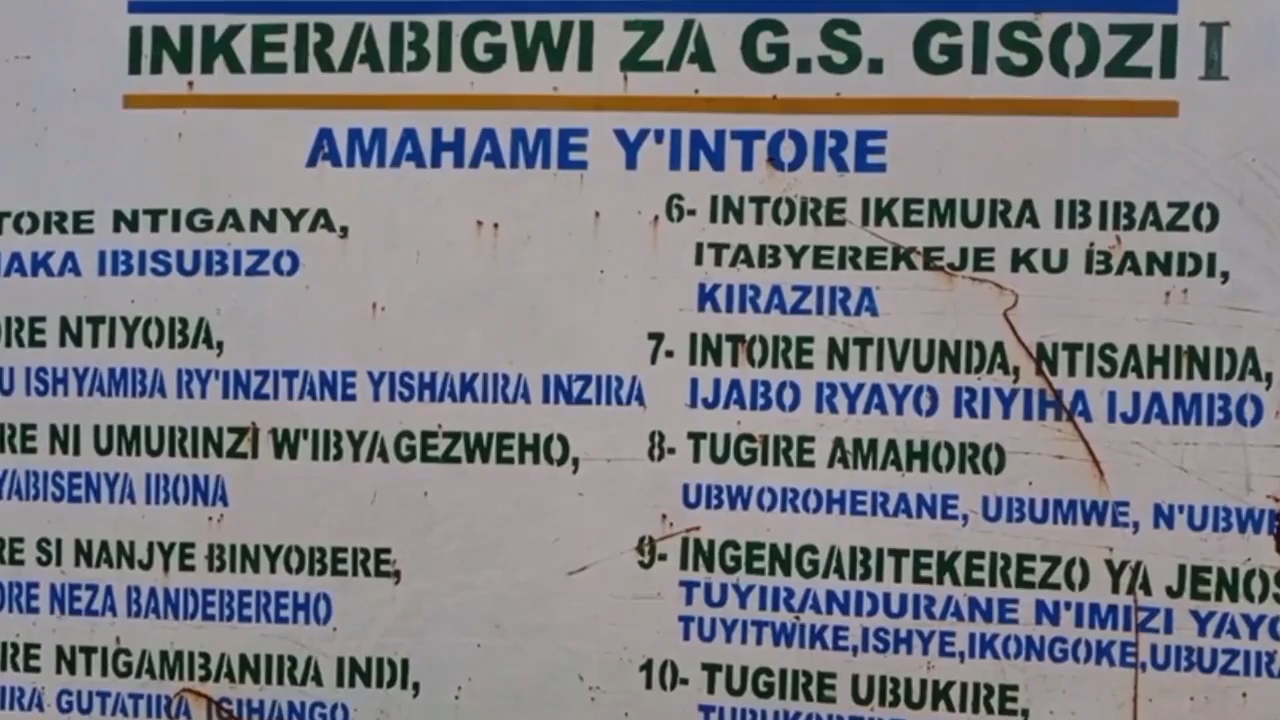 INKERABIGWI ZA G.S. GISOZI I
AMAHAME Y'INTORE
TORE NTIGANYA,
AKA IBISUBIZO
ORE NTIYOBA,
U ISHYAMBA RY'INZITANE YISHAKIRA INZIRA
RE NI UMURINZI W'IBYAGEZWEHO,
YABISENYA IBONA
RE SI NANJYE BINYOBERE,
ORE NEZA BANDEBEREHO
RE NTIGAMBANIRA INDI,
IRA GUTATIRA IGIHANGO
6- INTORE IKEMURA IBIBAZO
ITABYEREKEJE KU BANDI,
KIRAZIRA
7- INTORE NTIVUNDA, NTISAHINDA,
IJABO RYAYO RIYIHA IJAMBO
8- TUGIRE AMAHORO
UBWOROHERANE, UBUMWE, N'UBWE
9- INGENGABITEKEREZO YA JENOS
TUYIRANDURANE N'IMIZI YAYO
TUYITWIKE,ISHYE,IKONGOKE,UBUZIR
10- TUGIRE UBUKIRE,